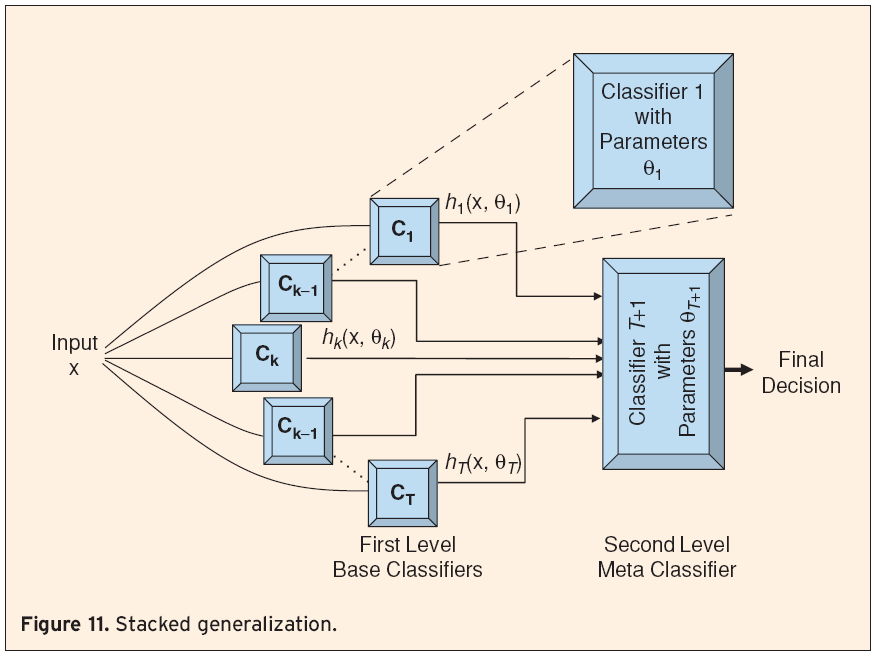 Classifier 1
with
Parameters
θ1
h1(x, θ1)
C1
Ck–1
Input
x
Ck
hk(x, θk)
Classifier T+1
with
Parameters θT+1
Final
Decision
Ck–1
CT
hT(x, θT)
First Level
Base Classifiers
Second Level
Meta Classifier
Figure 11. Stacked generalization.